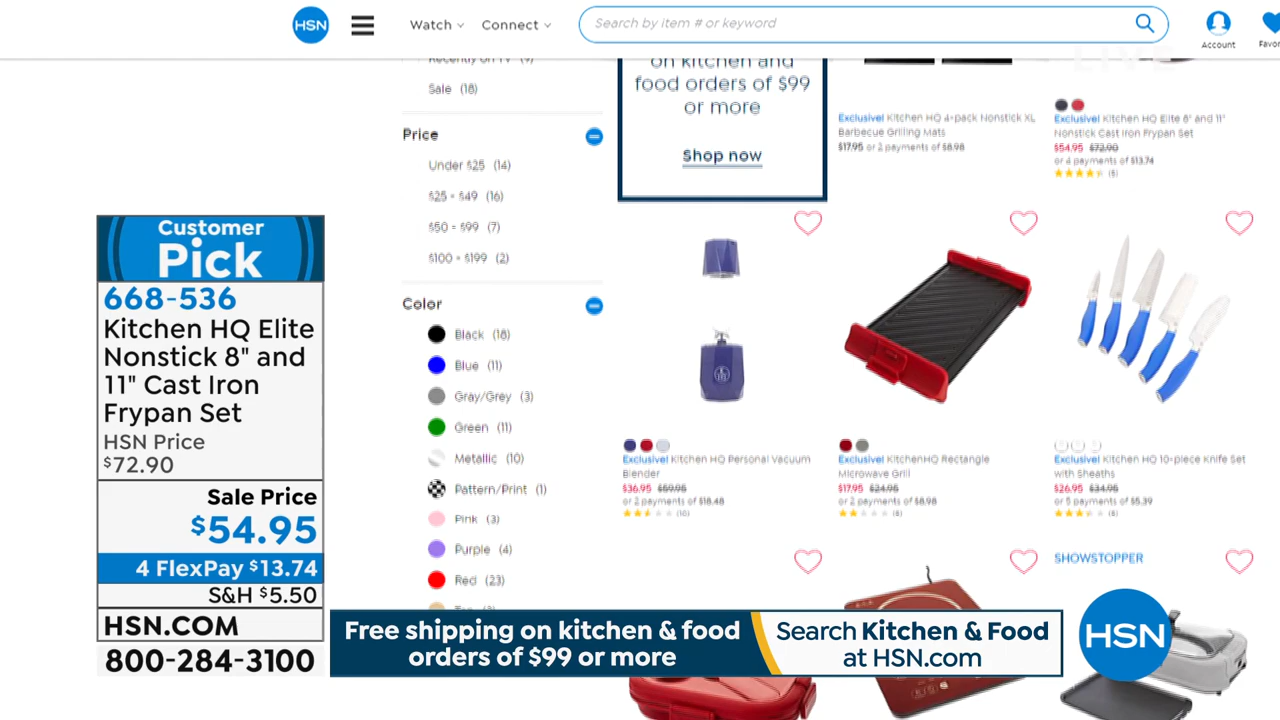 HSN
Watch
Connect
Search by item # or keyword
Account
LIVE
Recently on TV
Sale (18)
Price
Under $25 (14)
$25 - $49 (16)
$50 - $99 (7)
$100 - $199 (2)
Color
Black (18)
Blue (11)
Gray/Grey (3)
Green (11)
Metallic (10)
Pattern/Print (1)
Pink (3)
Purple (4)
Red (23)
on kitchen and
food orders of $99
or more
Shop now
Exclusive! Kitchen HQ 4-pack Nonstick XL
Barbecue Grilling Mats
$17.95 or 2 payments of $8.98
Exclusive! Kitchen HQ Elite 8" and 11"
Nonstick Cast Iron Frypan Set
$54.95 $72.90
or 4 payments of $13.74
Exclusive! Kitchen HQ Personal Vacuum
Blender
$36.95 $59.95
or 2 payments of $18.48
(10)
Exclusive! KitchenHQ Rectangle
Microwave Grill
$17.95 $24.95
or 2 payments of $8.98
Exclusive! Kitchen HQ 10-piece Knife Set
with Sheaths
$26.95 $34.95
or 5 payments of $5.39
SHOWSTOPPER
Customer
Pick
668-536
Kitchen HQ Elite
Nonstick 8" and
11" Cast Iron
Frypan Set
HSN Price
$72.90
Sale Price
$54.95
4 FlexPay $13.74
S&H $5.50
HSN.COM
800-284-3100
Free shipping on kitchen & food
orders of $99 or more
Search Kitchen & Food
at HSN.com
HSN